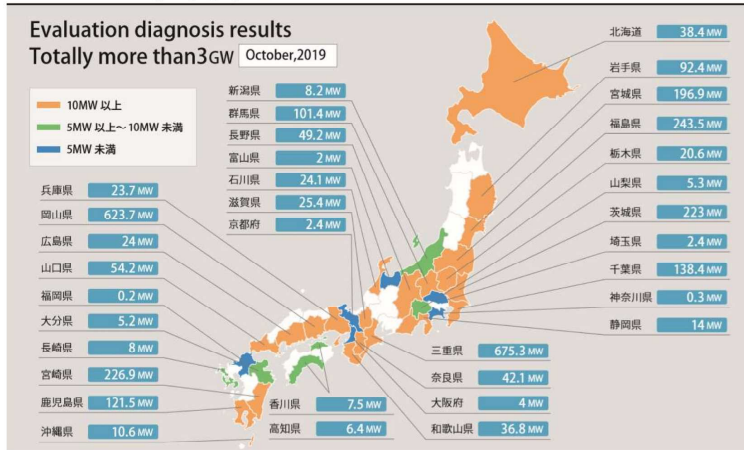 Evaluation diagnosis results
Totally more than3GW October,2019
10MW 以上
5MW 以上～10MW 未満
5MW 未満
新潟県 8.2 MW
群馬県 101.4 MW
長野県 49.2 MW
富山県 2 MW
石川県 24.1 MW
滋賀県 25.4 MW
京都府 2.4 MW
北海道 38.4 MW
岩手県 92.4 MW
宮城県 196.9 MW
福島県 243.5 MW
栃木県 20.6 MW
山梨県 5.3 MW
茨城県 223 MW
埼玉県 2.4 MW
千葉県 138.4 MW
神奈川県 0.3 MW
静岡県 14 MW
兵庫県 23.7 MW
岡山県 623.7 MW
広島県 24 MW
山口県 54.2 MW
福岡県 0.2 MW
大分県 5.2 MW
長崎県 8 MW
宮崎県 226.9 MW
鹿児島県 121.5 MW
沖縄県 10.6 MW
香川県 7.5 MW
高知県 6.4 MW
三重県 675.3 MW
奈良県 42.1 MW
大阪府 4 MW
和歌山県 36.8 MW